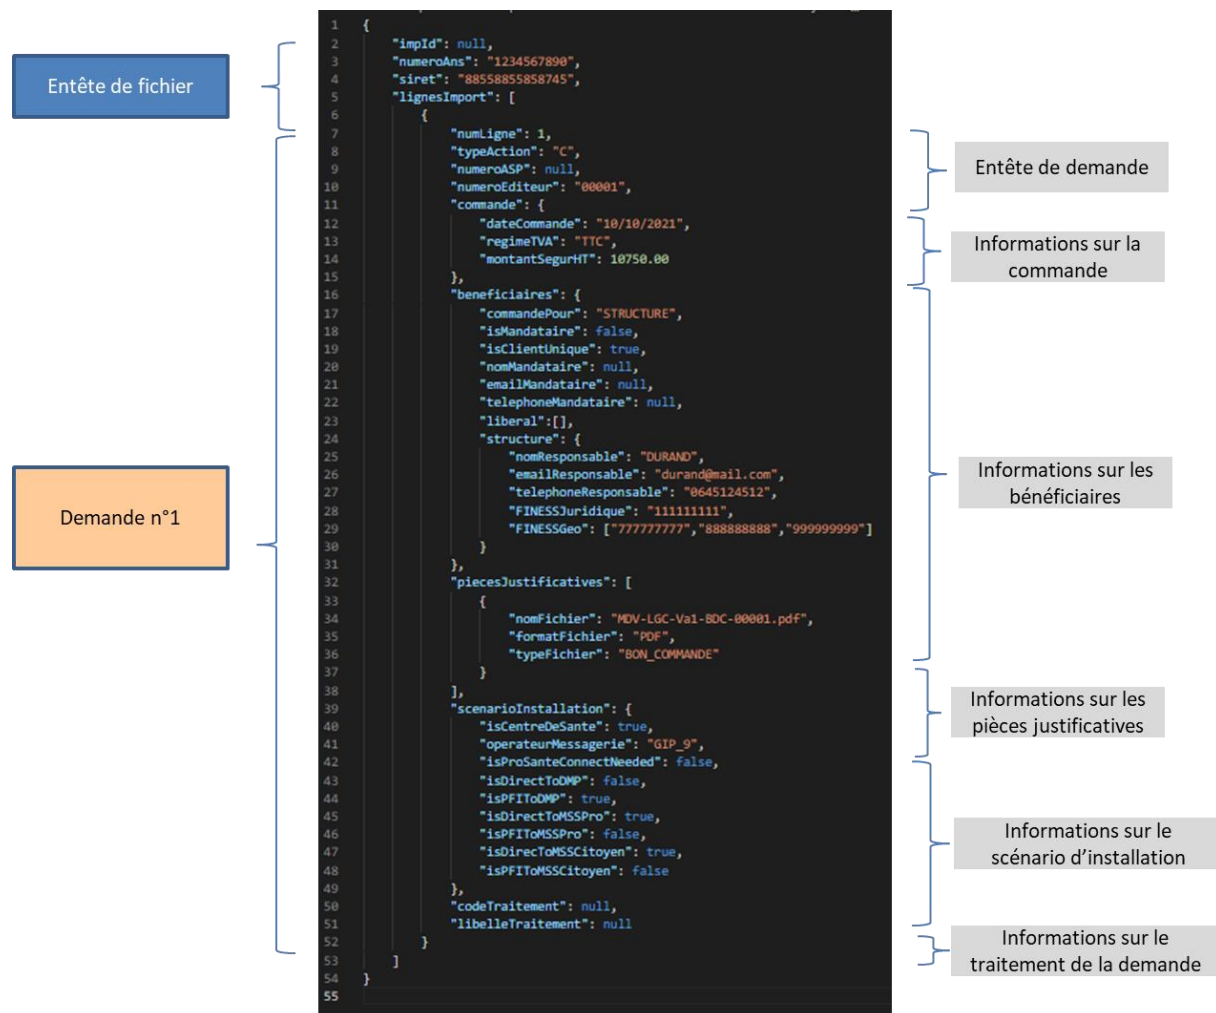 Entête de fichier
Demande n°1
1 {
2 "impId": null,
3 "numeroAns": "1234567890",
4 "siret": "88558855858745",
5 "lignesImport": [
6 {
7 "numLigne": 1,
8 "typeAction": "C",
9 "numeroASP": null,
10 "numeroEditeur": "00001",
11 "commande": {
12 "dateCommande": "10/10/2021",
13 "regimeTVA": "TTC",
14 "montantSegurHT": 10750.00
15 },
16 "beneficiaires": {
17 "commandePour": "STRUCTURE",
18 "isMandataire": false,
19 "isClientUnique": true,
20 "nomMandataire": null,
21 "emailMandataire": null,
22 "telephoneMandataire": null,
23 "liberal":[],
24 "structure": {
25 "nomResponsable": "DURAND",
26 "emailResponsable": "durand@mail.com",
27 "telephoneResponsable": "0645124512",
28 "FINESSJuridique": "111111111",
29 "FINESSGeo": ["777777777","888888888","999999999"]
30 }
31 },
32 "piecesJustificatives": [
33 {
34 "nomFichier": "MDV-LGC-Va1-BDC-00001.pdf",
35 "formatFichier": "PDF",
36 "typeFichier": "BON_COMMANDE"
37 }
38 ],
39 "scenarioInstallation": {
40 "isCentreDeSante": true,
41 "operateurMessagerie": "GIP_9",
42 "isProSanteConnectNeeded": false,
43 "isDirectToDMP": false,
44 "isPFIToDMP": true,
45 "isDirectToMSSPro": true,
46 "isPFIToMSSPro": false,
47 "isDirecToMSSCitoyen": true,
48 "isPFIToMSSCitoyen": false
49 },
50 "codeTraitement": null,
51 "libelleTraitement": null
52 }
53 ]
54 }
55
Entête de demande
Informations sur la
commande
Informations sur les
bénéficiaires
Informations sur les
pièces justificatives
Informations sur le
scénario d'installation
Informations sur le
traitement de la demande